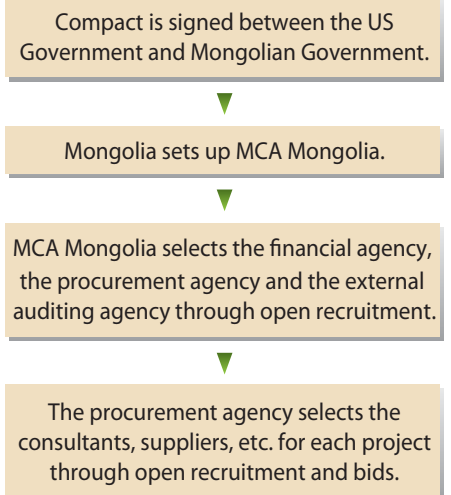 Compact is signed between the US
Government and Mongolian Government.
Mongolia sets up MCA Mongolia.
MCA Mongolia selects the financial agency,
the procurement agency and the external
auditing agency through open recruitment.
The procurement agency selects the
consultants, suppliers, etc. for each project
through open recruitment and bids.